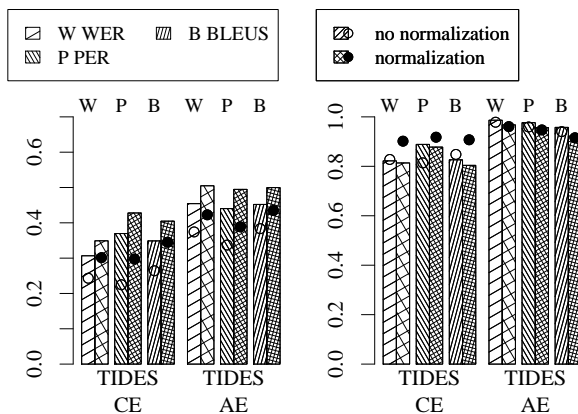 W WER B BLEUS
P PER
no normalization
normalization
W P B W P B
0.0 0.2 0.4 0.6
TIDES TIDES
CE AE
W P B W P B
0.0 0.2 0.4 0.6 0.8 1.0
TIDES TIDES
CE AE